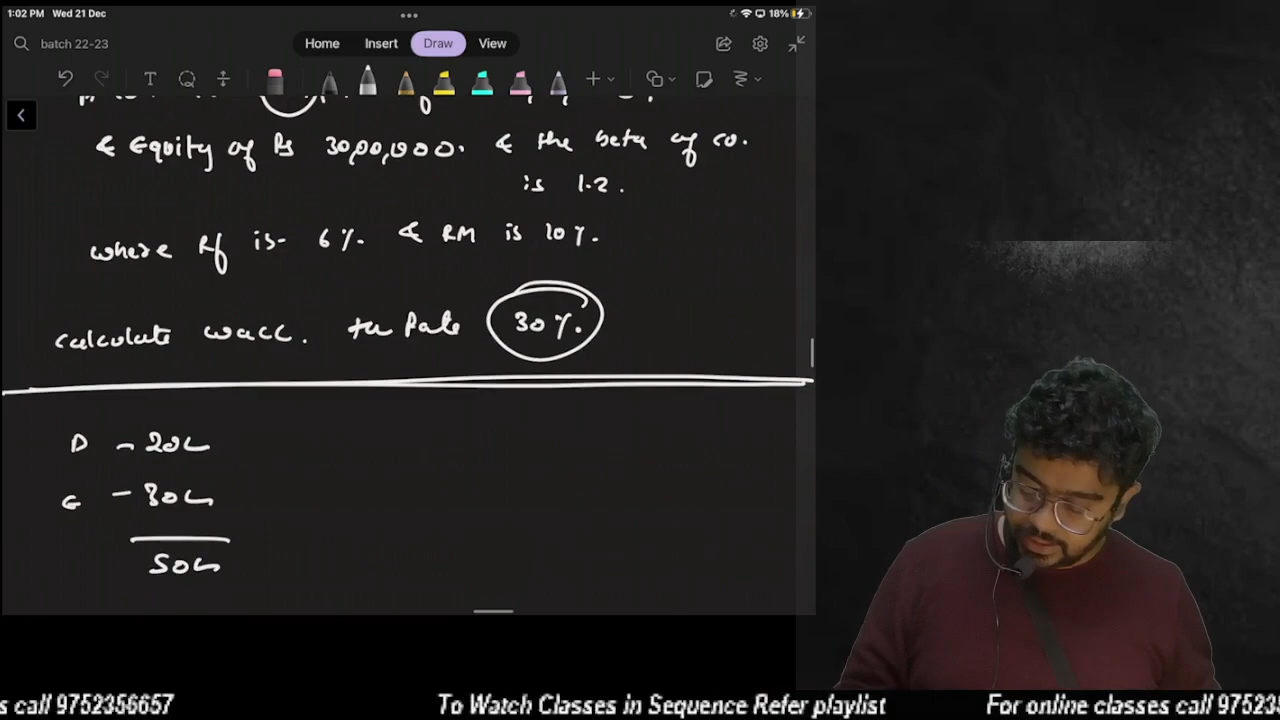 1:02 PM Wed 21 Dec
18%
batch 22-23
Home Insert Draw View
& Equity of Rs 30,00,000. & the beta of co.
is 1.2.
where Rf is 6%. & RM is 10%.
calculate wacc. tax Rate 30%.
D - 20L
E - 30L
50L
s call 9752356657 To Watch Classes in Sequence Refer playlist For online classes call 97523